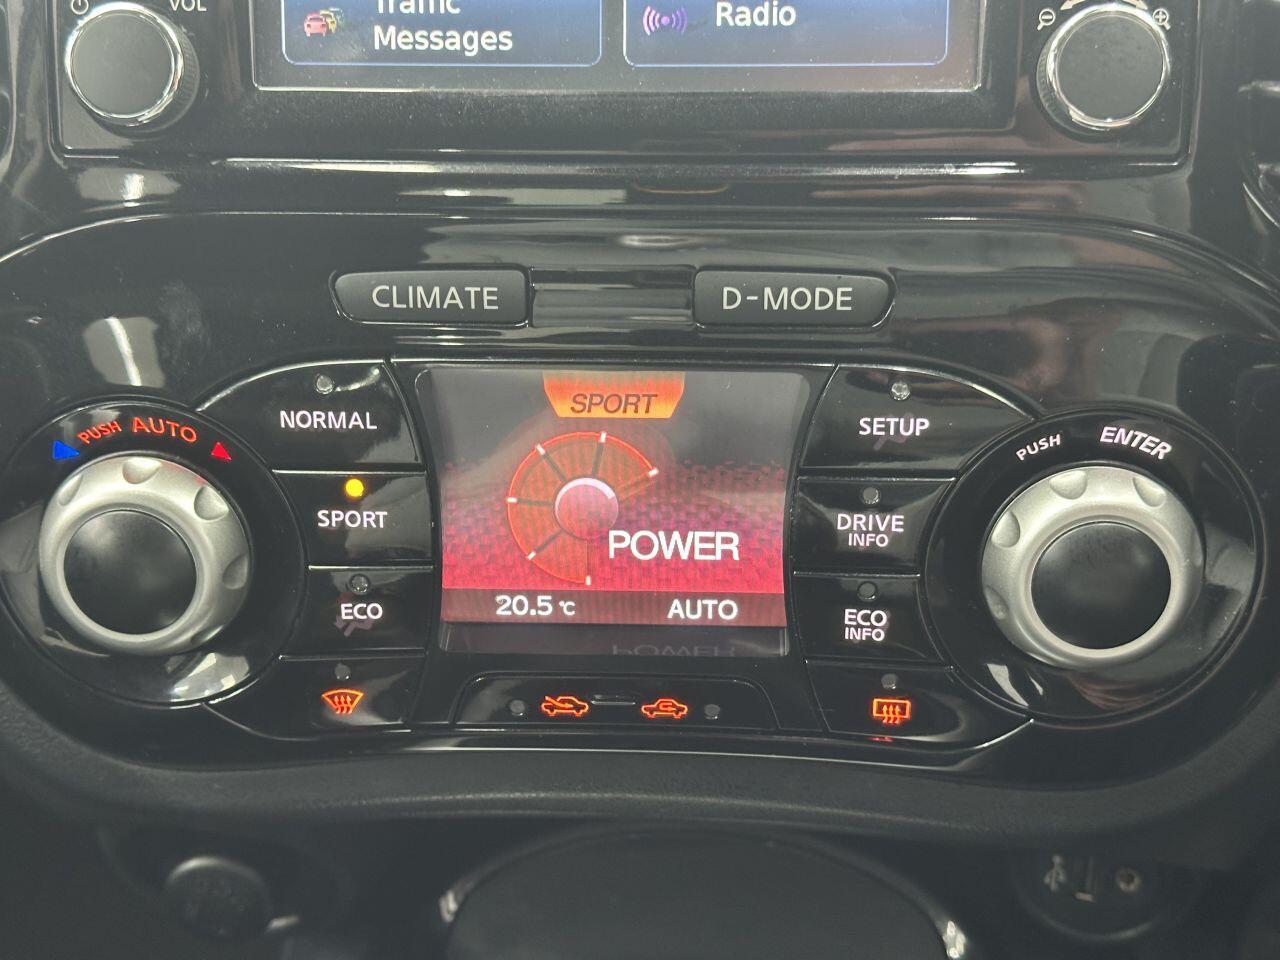 VOL
Traffic
Messages
Radio
CLIMATE
D-MODE
PUSH AUTO
NORMAL
SPORT
SETUP
PUSH ENTER
SPORT
DRIVE
INFO
POWER
ECO
20.5 °C
AUTO
ECO
INFO